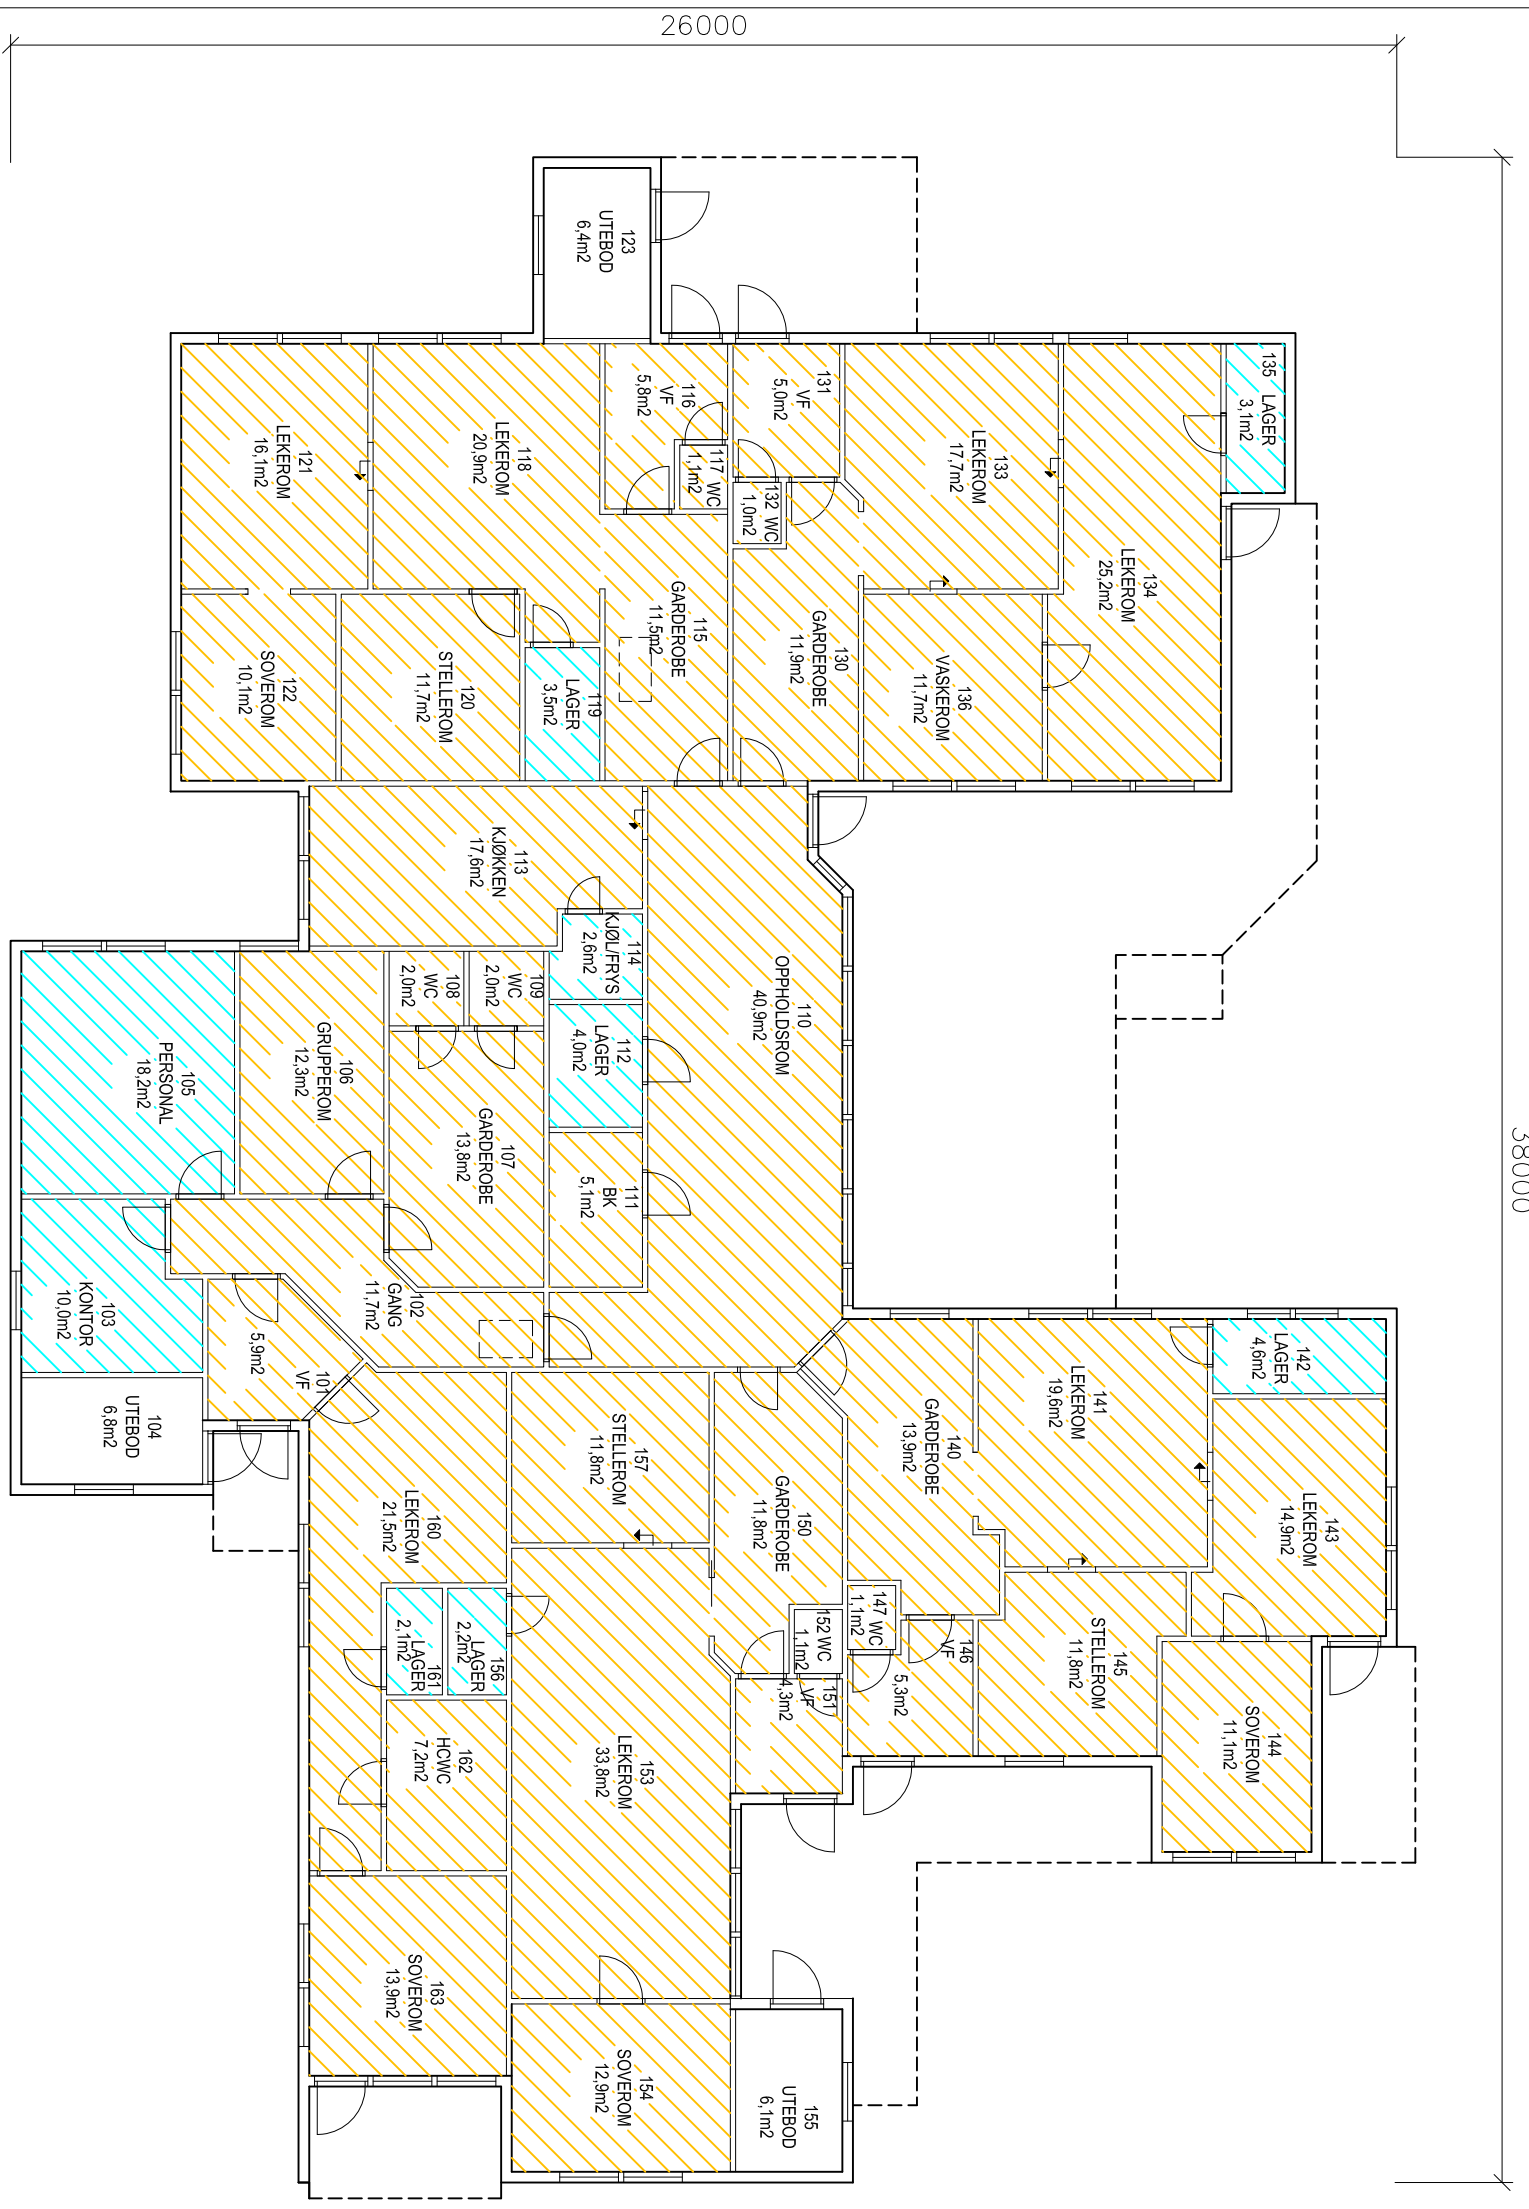 26000
38000
123
UTEBOD
6,4m2
135 LAGER
3,1m2
131
VF
5,0m2
116
VF
5,8m2
117 WC
1,1m2
132 WC
1,0m2
133
LEKEROM
17,7m2
134
LEKEROM
25,2m2
118
LEKEROM
20,9m2
121
LEKEROM
16,1m2
115
GARDEROBE
11,5m2
130
GARDEROBE
11,9m2
136
VASKEROM
11,7m2
119
LAGER
3,5m2
120
STELLEROM
11,7m2
122
SOVEROM
10,1m2
113
KJØKKEN
17,6m2
114
KJØL/FRYS
2,6m2
110
OPPHOLDSROM
40,9m2
109
WC
2,0m2
108
WC
2,0m2
112
LAGER
4,0m2
106
GRUPPEROM
12,3m2
105
PERSONAL
18,2m2
107
GARDEROBE
13,8m2
111
BK
5,1m2
102
GANG
11,7m2
103
KONTOR
10,0m2
101
VF
5,9m2
104
UTEBOD
6,8m2
142
LAGER
4,6m2
141
LEKEROM
19,6m2
140
GARDEROBE
13,9m2
143
LEKEROM
14,9m2
157
STELLEROM
11,8m2
150
GARDEROBE
11,8m2
160
LEKEROM
21,5m2
147 WC
1,1m2
152 WC
1,1m2
146
VF
5,3m2
145
STELLEROM
11,8m2
144
SOVEROM
11,1m2
151
VF
4,3m2
156
LAGER
2,2m2
161
LAGER
2,1m2
162
HCWC
7,2m2
153
LEKEROM
33,8m2
163
SOVEROM
13,9m2
154
SOVEROM
12,9m2
155
UTEBOD
6,1m2